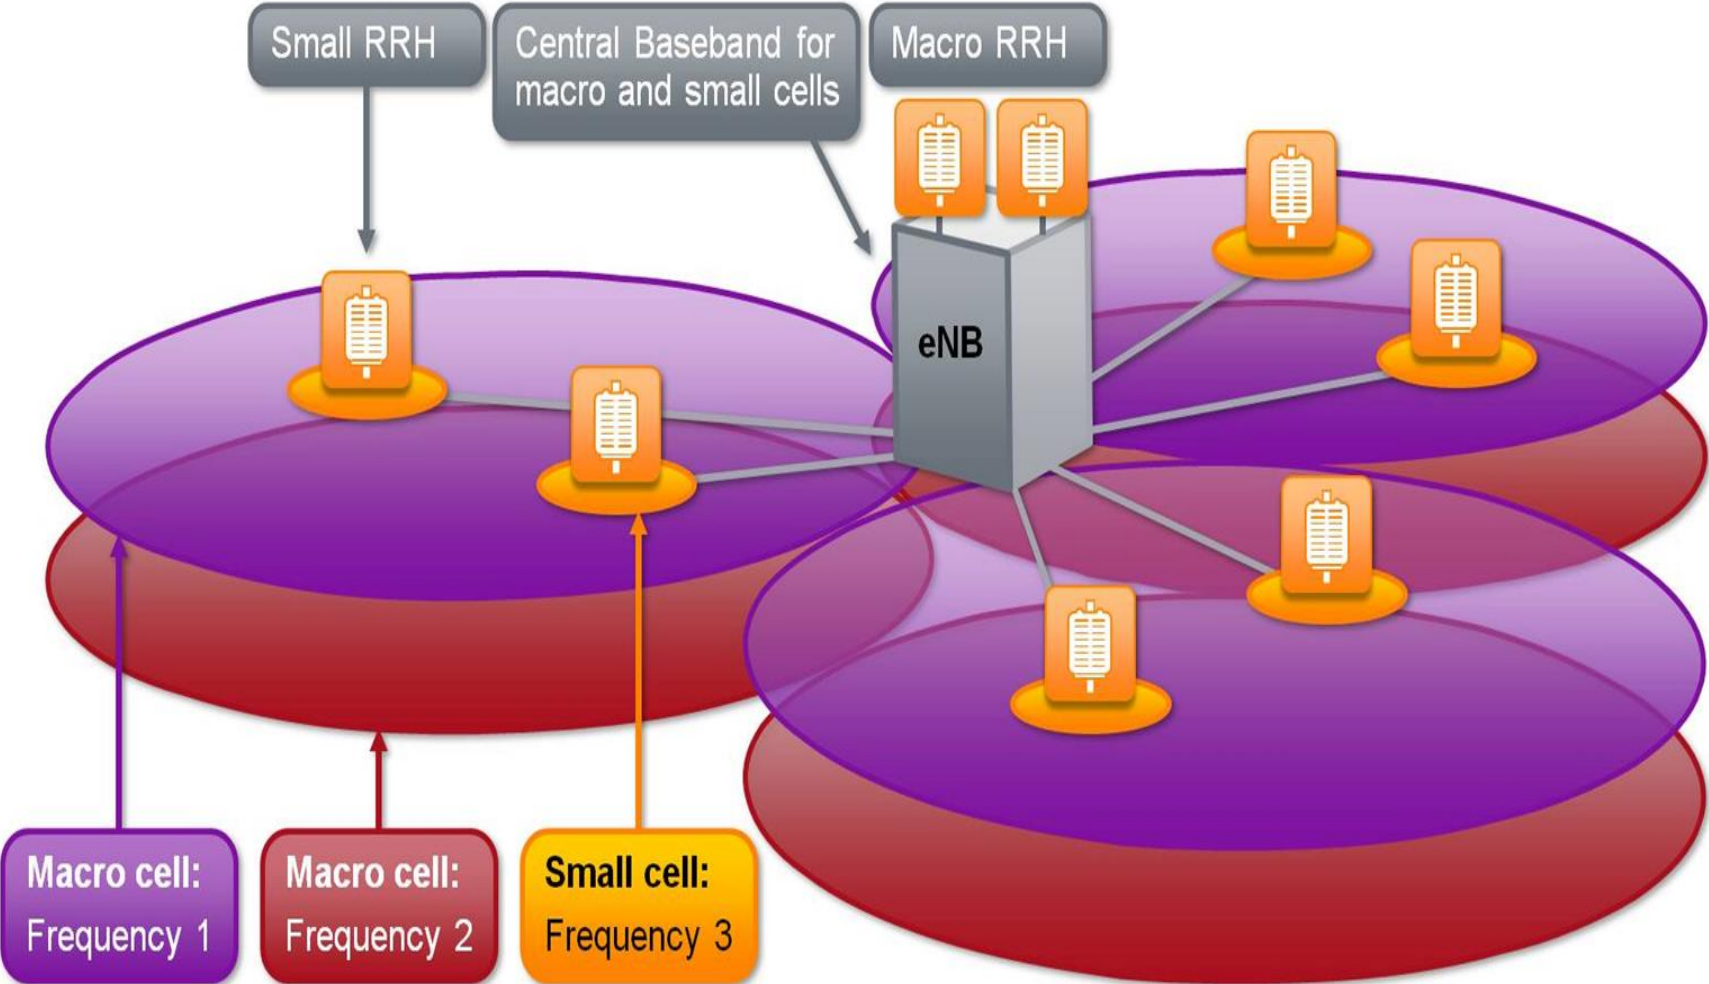 Small RRH
Central Baseband for
macro and small cells
Macro RRH
eNB
Macro cell:
Frequency 1
Macro cell:
Frequency 2
Small cell:
Frequency 3